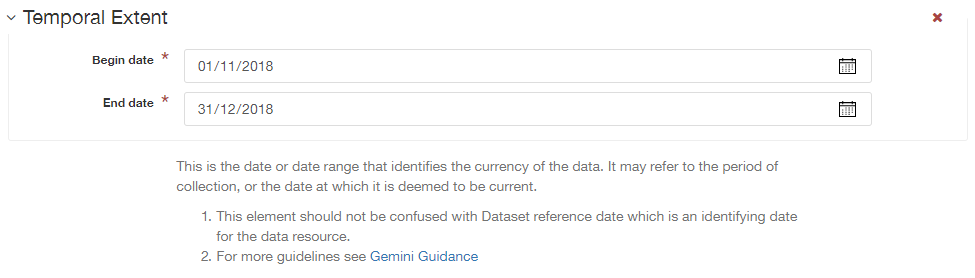 Temporal Extent
Begin date *
01/11/2018
End date *
31/12/2018
This is the date or date range that identifies the currency of the data. It may refer to the period of
collection, or the date at which it is deemed to be current.
1. This element should not be confused with Dataset reference date which is an identifying date
for the data resource.
2. For more guidelines see Gemini Guidance